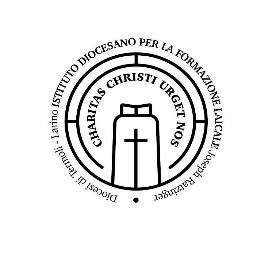 Diocesi di Termoli - Larino ISTITUTO DIOCESANO PER LA FORMAZIONE LAICALE Joseph Ratzinger
CHARITAS CHRISTI URGET NOS